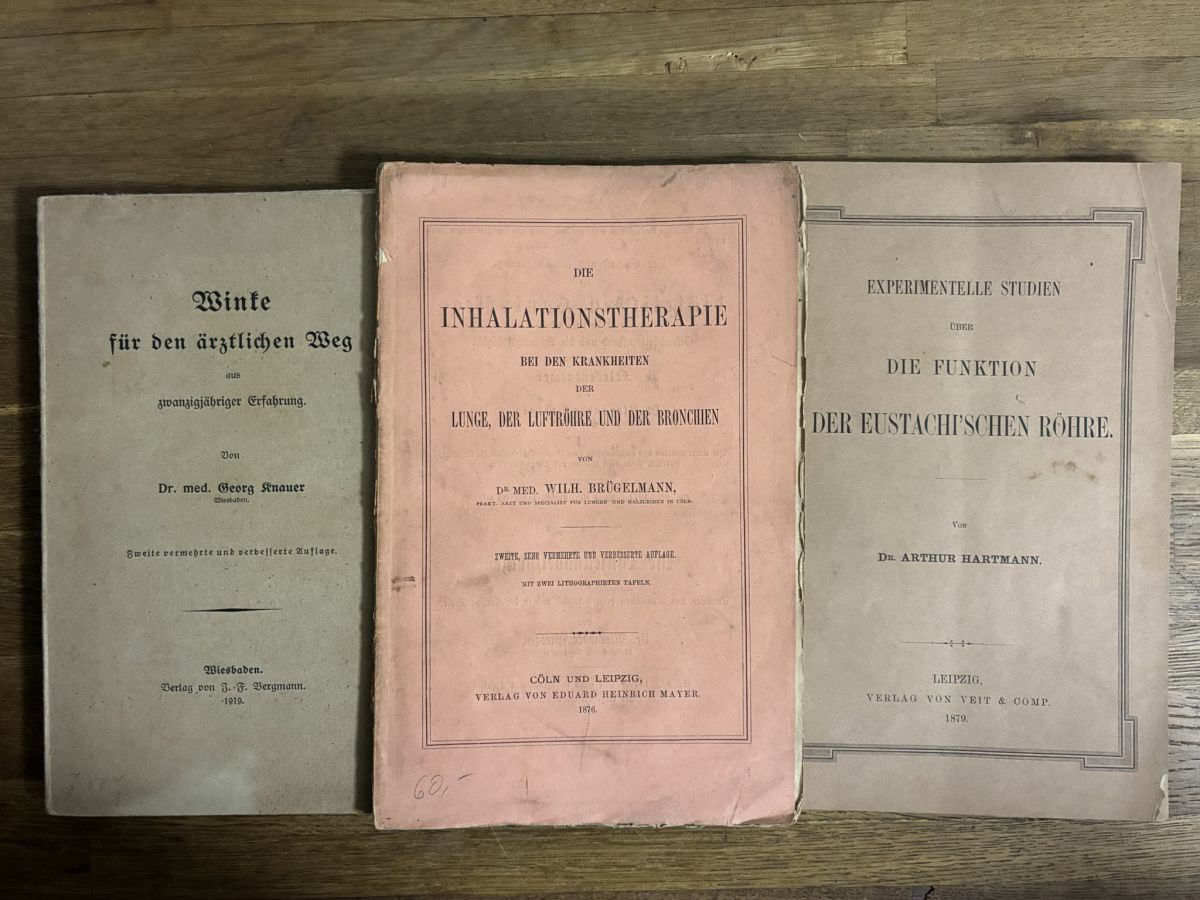 Winke
für den ärztlichen Weg
aus
zwanzigjähriger Erfahrung.
Von
Dr. med. Georg Knauer
Wiesbaden.
Zweite vermehrte und verbesserte Auflage.
Wiesbaden.
Verlag von J. F. Bergmann.
1919.
DIE
INHALATIONSTHERAPIE
BEI DEN KRANKHEITEN
DER
LUNGE, DER LUFTRÖHRE UND DER BRONCHIEN
VON
DR. MED. WILH. BRÜGELMANN,
PRAKT. ARZT UND SPECIALIST FÜR LUNGEN- UND HALSLEIDEN IN CÖLN.
ZWEITE, SEHR VERMEHRTE UND VERBESSERTE AUFLAGE.
MIT ZWEI LITHOGRAPHIRTEN TAFELN.
CÖLN UND LEIPZIG,
VERLAG VON EDUARD HEINRICH MAYER.
1876.
60,–
EXPERIMENTELLE STUDIEN
ÜBER
DIE FUNKTION
DER EUSTACHI'SCHEN RÖHRE.
VON
DR. ARTHUR HARTMANN.
LEIPZIG,
VERLAG VON VEIT & COMP.
1879.